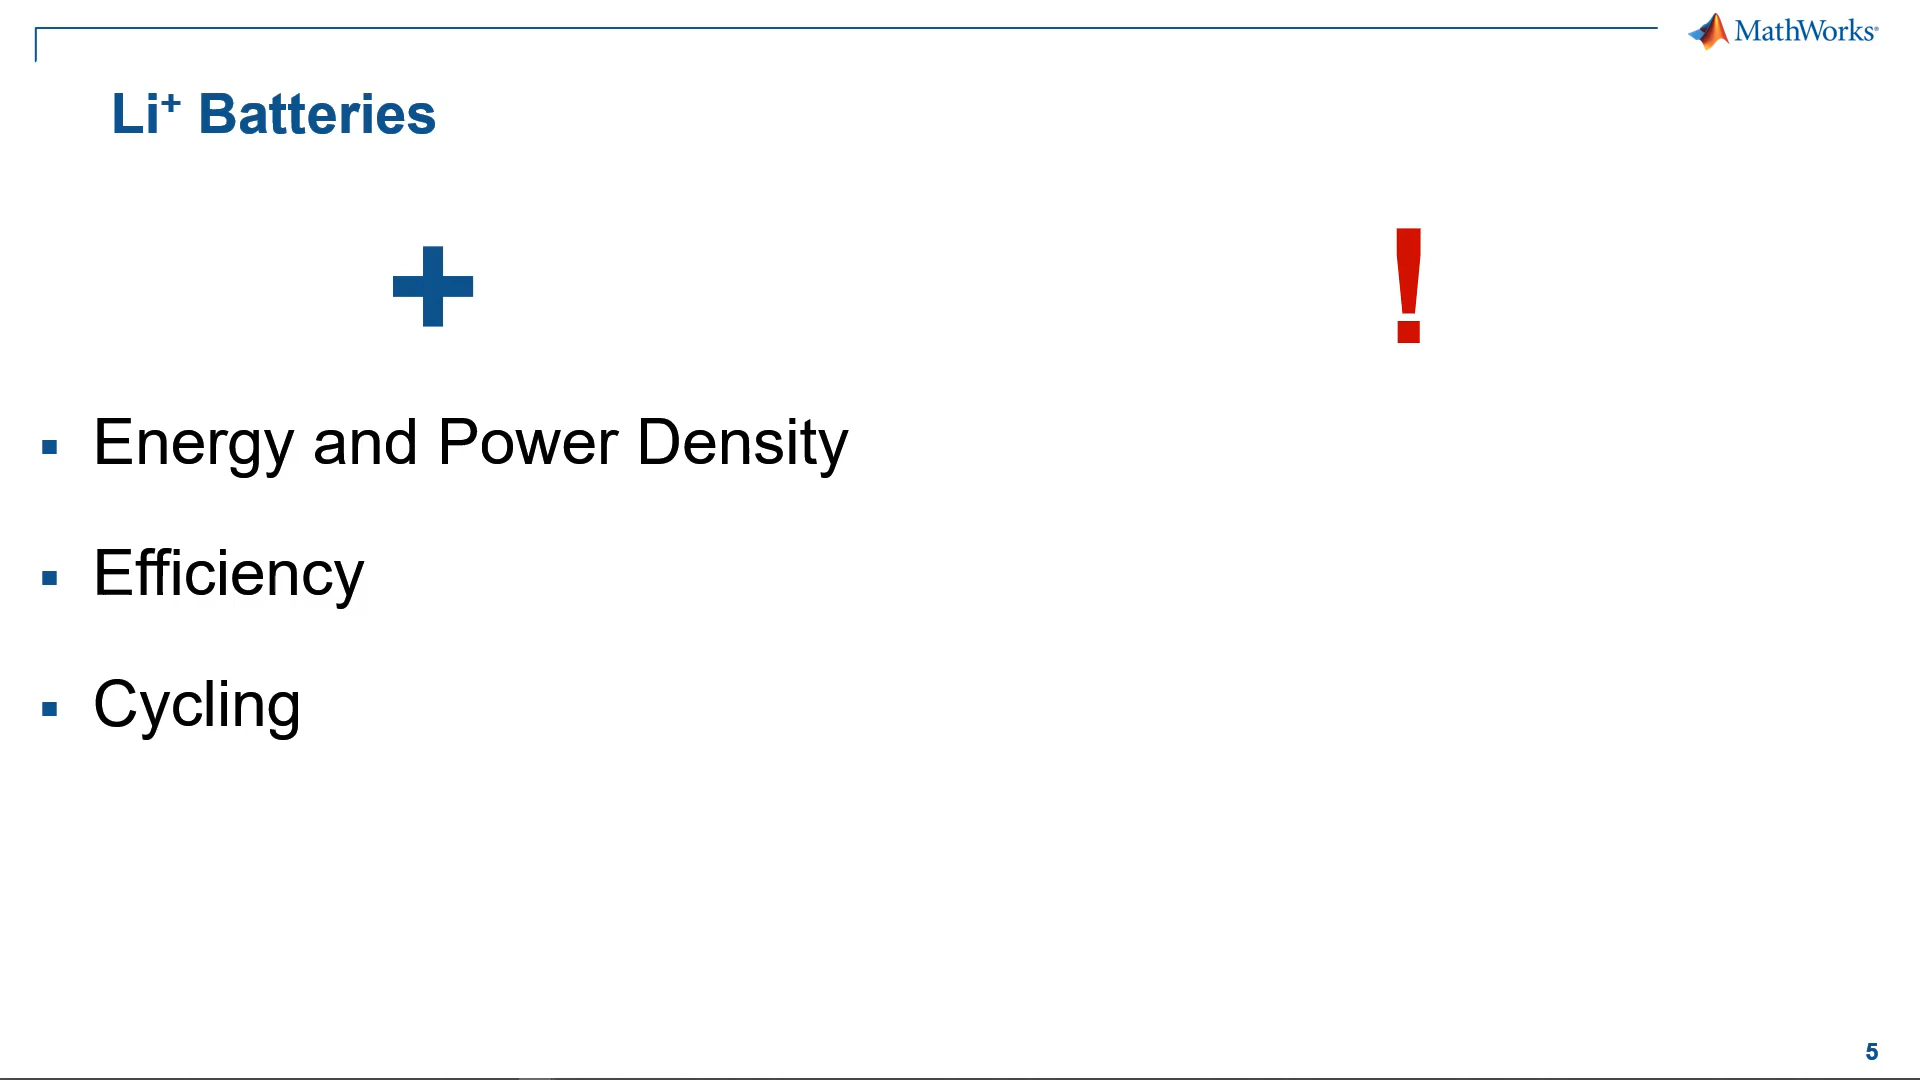 MathWorks®
Li⁺ Batteries
+
!
▪ Energy and Power Density
▪ Efficiency
▪ Cycling
5